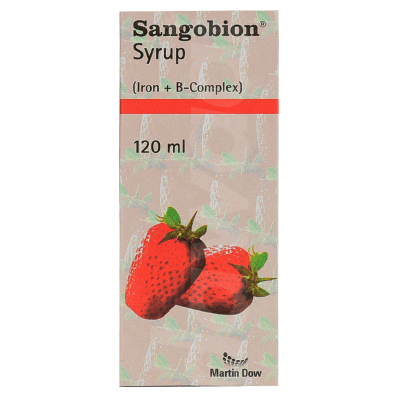 Sangobion®
Syrup
(Iron + B-Complex)
120 ml
Martin Dow